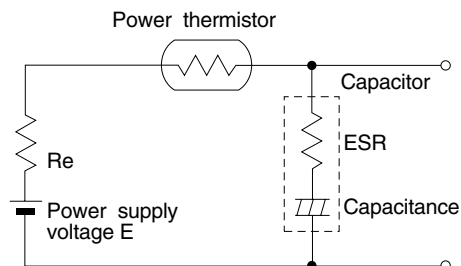 Power thermistor
Capacitor
ESR
Re
Capacitance
Power supply
voltage E